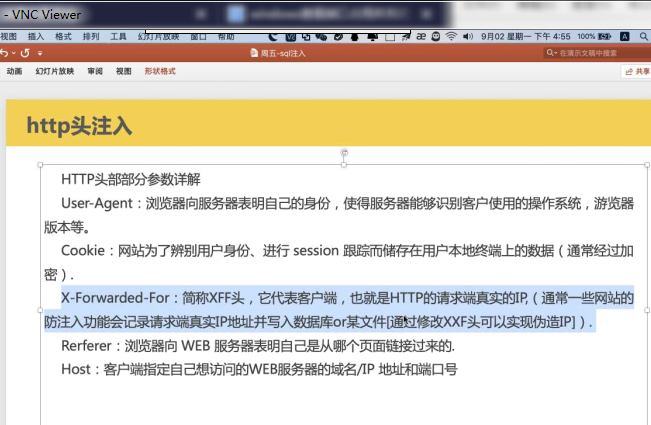 - VNC Viewer
视图 插入 格式 排列 工具 幻灯片放映 窗口 帮助 9月02 星期一 下午 4:55 100%
周五-sql注入 在演示文稿中搜索
动画 幻灯片放映 审阅 视图 形状格式 共享
http头注入
HTTP头部部分参数详解
User-Agent：浏览器向服务器表明自己的身份，使得服务器能够识别客户使用的操作系统，游览器
版本等。
Cookie：网站为了辨别用户身份、进行 session 跟踪而储存在用户本地终端上的数据（通常经过加
密）.
X-Forwarded-For：简称XFF头，它代表客户端，也就是HTTP的请求端真实的IP,（通常一些网站的
防注入功能会记录请求端真实IP地址并写入数据库or某文件[通过修改XXF头可以实现伪造IP]）.
Rerferer：浏览器向 WEB 服务器表明自己是从哪个页面链接过来的.
Host：客户端指定自己想访问的WEB服务器的域名/IP 地址和端口号